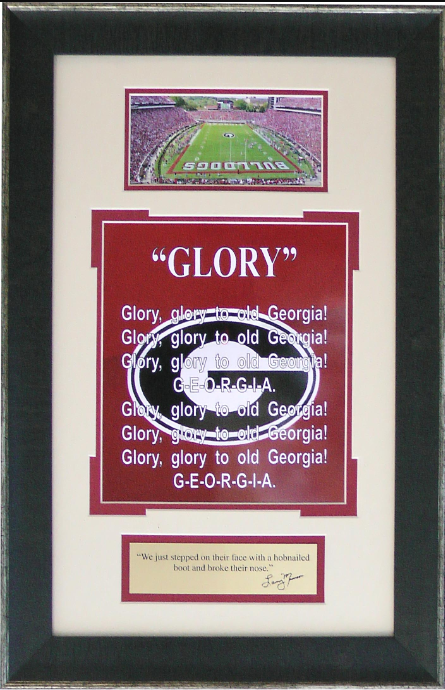 BULLDOGS
"GLORY"
Glory, glory to old Georgia!
Glory, glory to old Georgia!
Glory, glory to old Georgia!
G-E-O-R-G-I-A.
Glory, glory to old Georgia!
Glory, glory to old Georgia!
Glory, glory to old Georgia!
G-E-O-R-G-I-A.
G
"We just stepped on their face with a hobnailed
boot and broke their nose."
Larry Munson